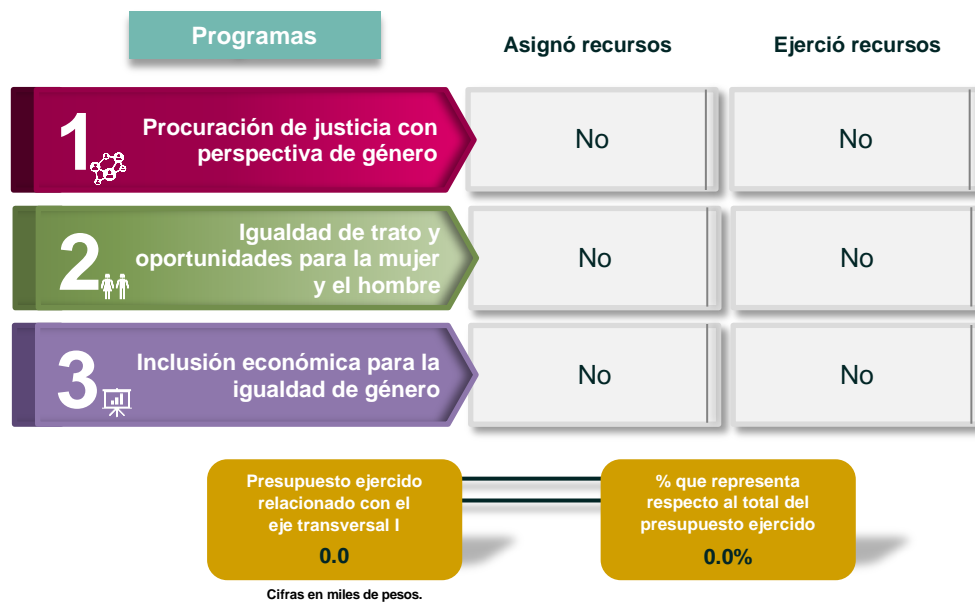 Programas
Asignó recursos
Ejerció recursos
1
Procuración de justicia con
perspectiva de género
No
No
2
Igualdad de trato y
oportunidades para la mujer
y el hombre
No
No
3
Inclusión económica para la
igualdad de género
No
No
Presupuesto ejercido
relacionado con el
eje transversal I
0.0
% que representa
respecto al total del
presupuesto ejercido
0.0%
Cifras en miles de pesos.